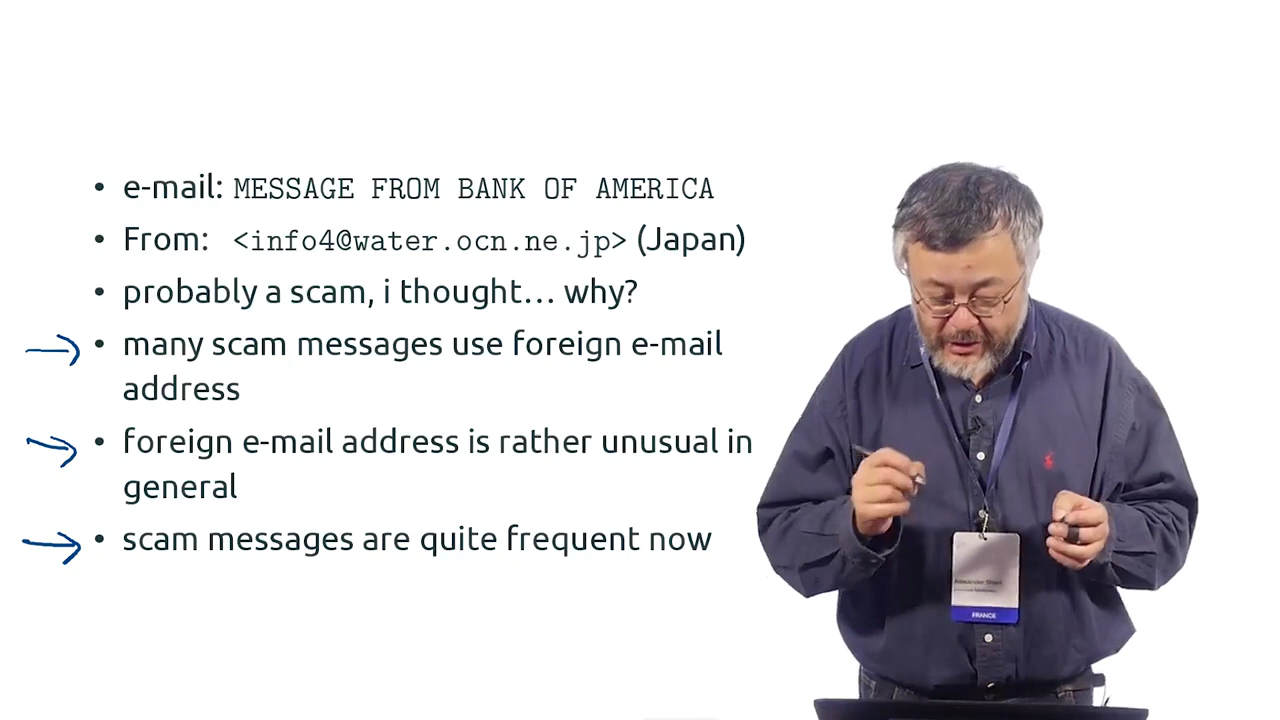 • e-mail: MESSAGE FROM BANK OF AMERICA
• From: <info4@water.ocn.ne.jp> (Japan)
• probably a scam, i thought… why?
• many scam messages use foreign e-mail
address
• foreign e-mail address is rather unusual in
general
• scam messages are quite frequent now
FRANCE